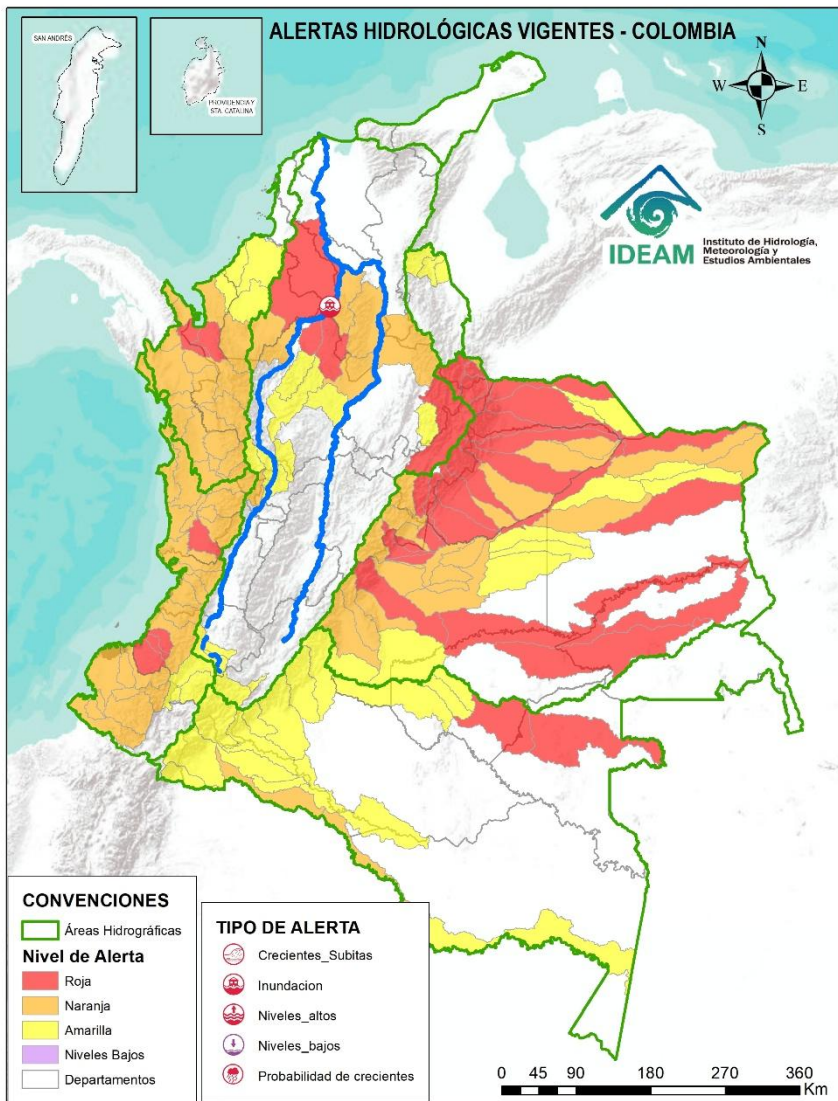 ALERTAS HIDROLÓGICAS VIGENTES - COLOMBIA
SAN ANDRÉS
PROVIDENCIA Y
STA. CATALINA
N
W
E
S
IDEAM
Instituto de Hidrología,
Meteorología y
Estudios Ambientales
CONVENCIONES
Áreas Hidrográficas
Nivel de Alerta
Roja
Naranja
Amarilla
Niveles Bajos
Departamentos
TIPO DE ALERTA
Crecientes_Subitas
Inundacion
Niveles_altos
Niveles_bajos
Probabilidad de crecientes
0 45 90 180 270 360
Km